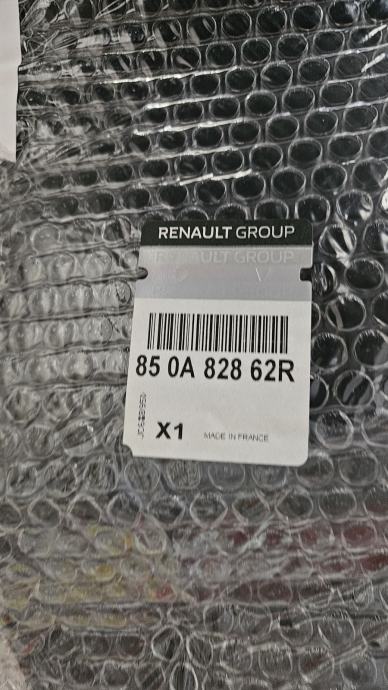 RENAULT GROUP
RENAULT GROUP
85 0A 828 62R
X1
MADE IN FRANCE